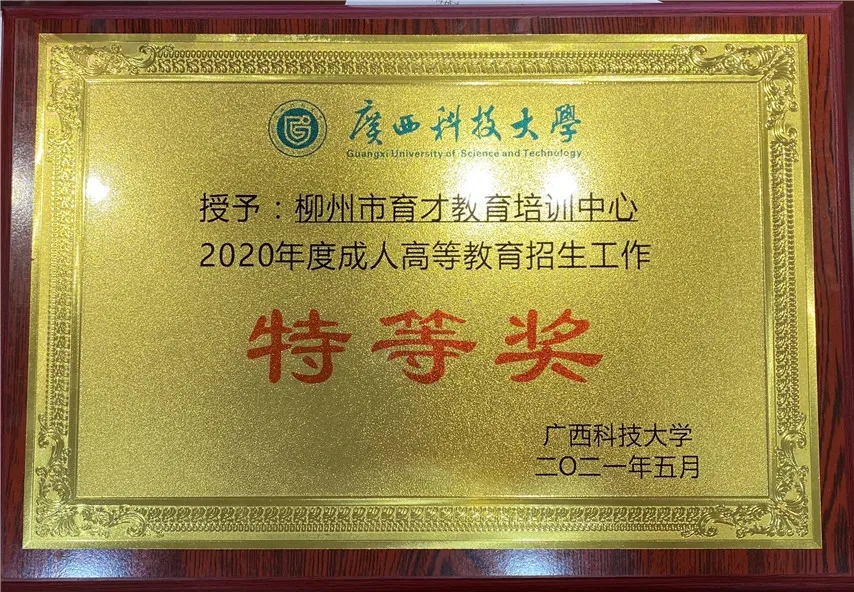 廣西科技大學
Guangxi University of Science and Technology
授予：柳州市育才教育培训中心
2020年度成人高等教育招生工作
特等奖
广西科技大学
二〇二一年五月